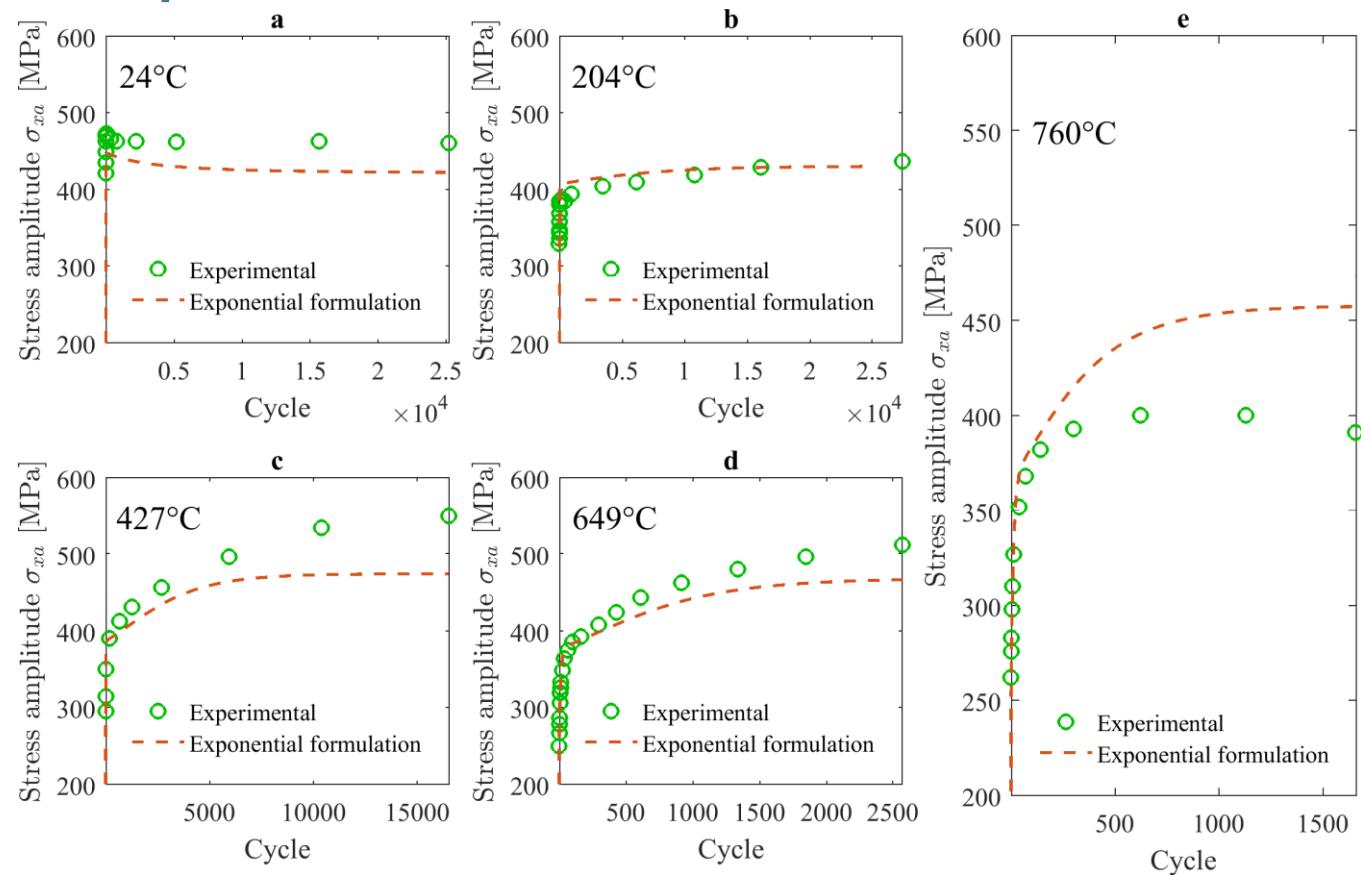 a
600
500
400
300
200
Stress amplitude σxa [MPa]
24°C
Experimental
Exponential formulation
0.5 1 1.5 2 2.5
×10^4
Cycle
b
600
500
400
300
200
Stress amplitude σxa [MPa]
204°C
Experimental
Exponential formulation
0.5 1 1.5 2 2.5
×10^4
Cycle
c
600
500
400
300
200
Stress amplitude σxa [MPa]
427°C
Experimental
Exponential formulation
5000 10000 15000
Cycle
d
600
500
400
300
200
Stress amplitude σxa [MPa]
649°C
Experimental
Exponential formulation
500 1000 1500 2000 2500
Cycle
e
600
550
500
450
400
350
300
250
200
Stress amplitude σxa [MPa]
760°C
Experimental
Exponential formulation
500 1000 1500
Cycle